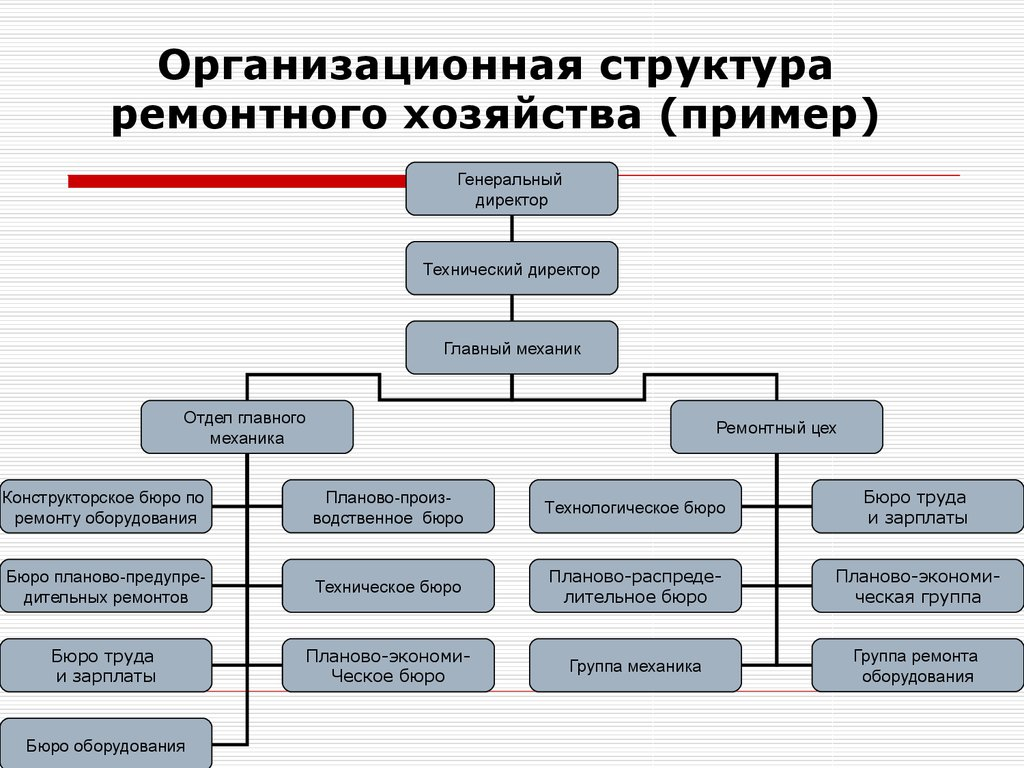 Организационная структура
ремонтного хозяйства (пример)
Генеральный
директор
Технический директор
Главный механик
Отдел главного
механика
Ремонтный цех
Конструкторское бюро по
ремонту оборудования
Планово-произ-
водственное бюро
Технологическое бюро
Бюро труда
и зарплаты
Бюро планово-предупре-
дительных ремонтов
Техническое бюро
Планово-распреде-
лительное бюро
Планово-экономи-
ческая группа
Бюро труда
и зарплаты
Планово-экономи-
Ческое бюро
Группа механика
Группа ремонта
оборудования
Бюро оборудования